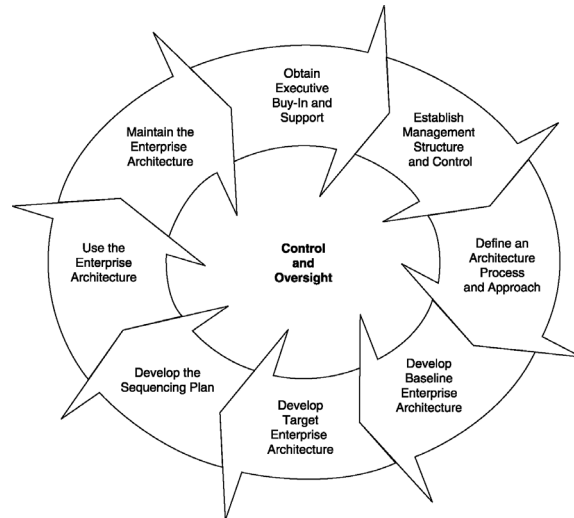 Obtain
Executive
Buy-In and
Support
Establish
Management
Structure
and Control
Define an
Architecture
Process
and Approach
Develop
Baseline
Enterprise
Architecture
Develop
Target
Enterprise
Architecture
Develop the
Sequencing Plan
Use the
Enterprise
Architecture
Maintain the
Enterprise
Architecture
Control
and
Oversight